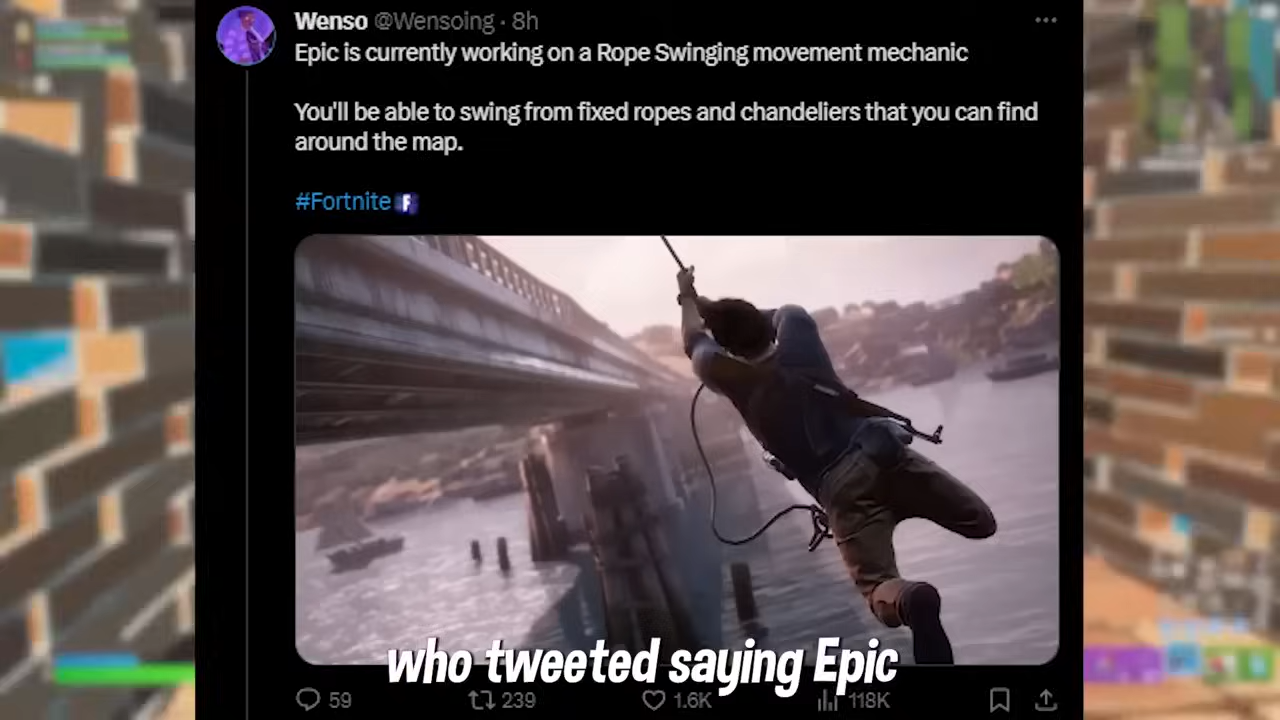 Wenso @Wensoing · 8h
Epic is currently working on a Rope Swinging movement mechanic
You'll be able to swing from fixed ropes and chandeliers that you can find
around the map.
#Fortnite
who tweeted saying Epic
59 239 1.6K 118K